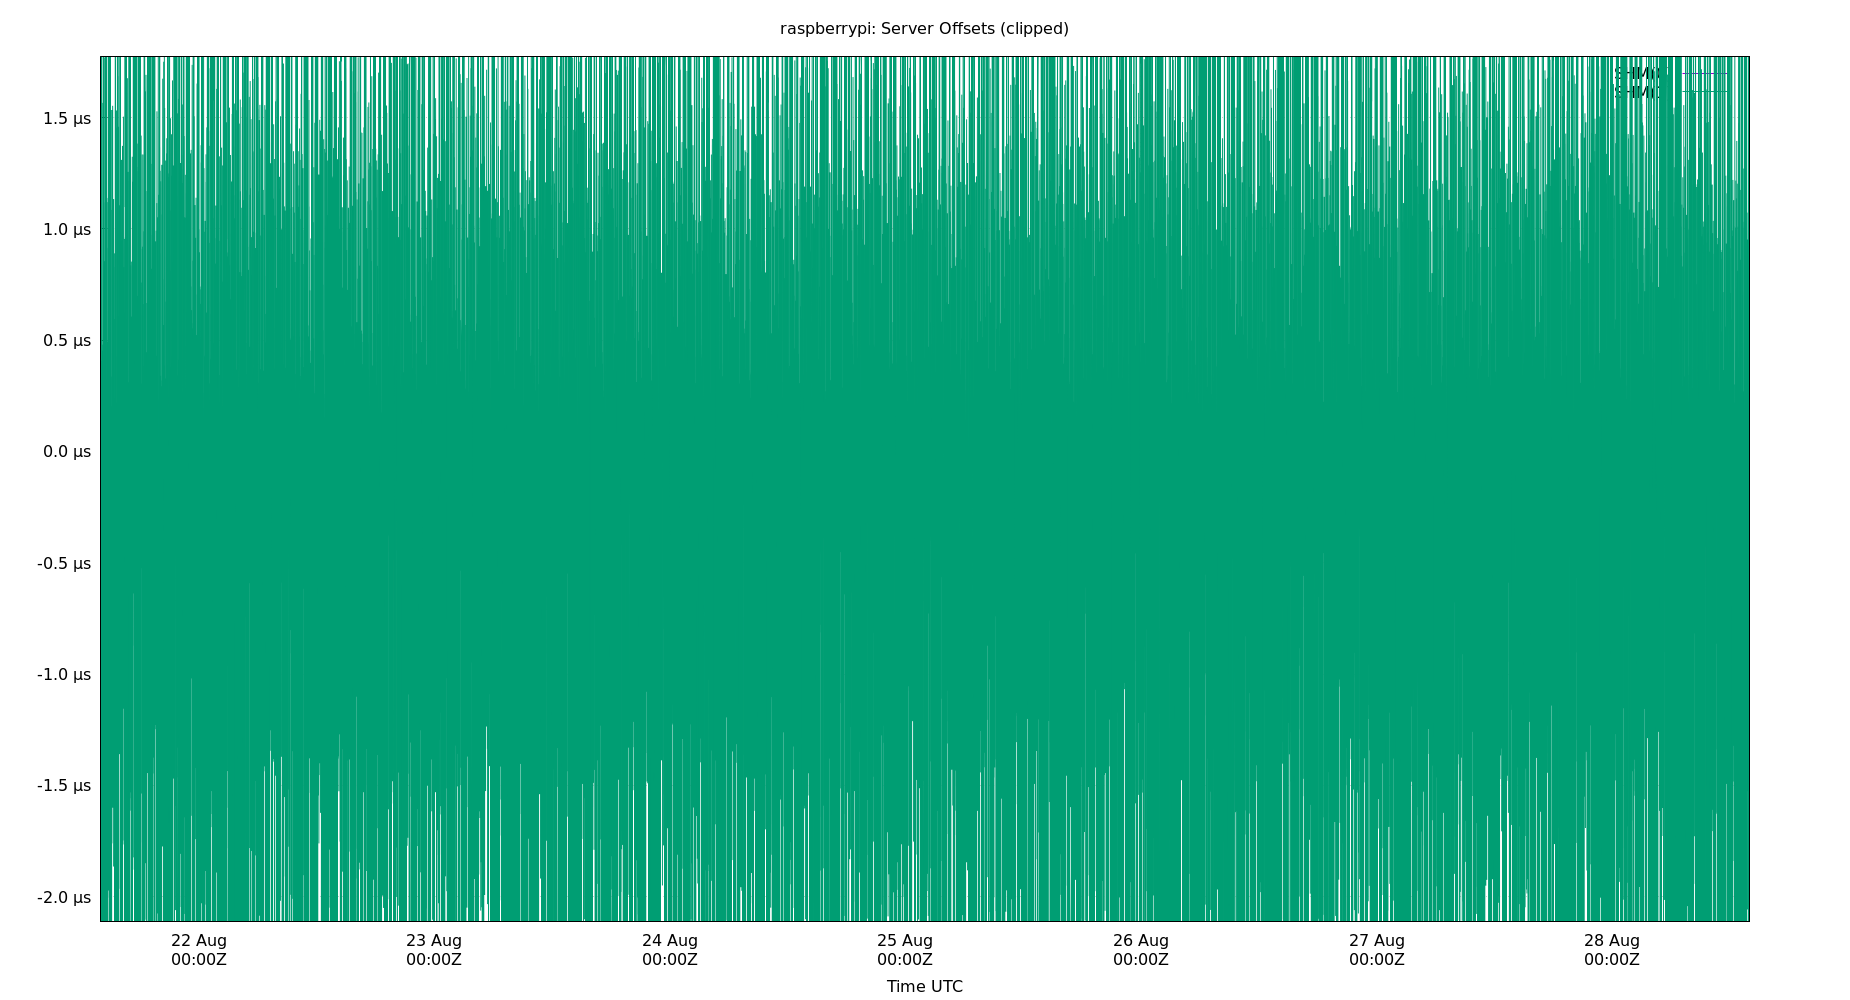 raspberrypi: Server Offsets (clipped)
1.5 µs
1.0 µs
0.5 µs
0.0 µs
-0.5 µs
-1.0 µs
-1.5 µs
-2.0 µs
22 Aug 23 Aug 24 Aug 25 Aug 26 Aug 27 Aug 28 Aug
00:00Z 00:00Z 00:00Z 00:00Z 00:00Z 00:00Z 00:00Z
Time UTC